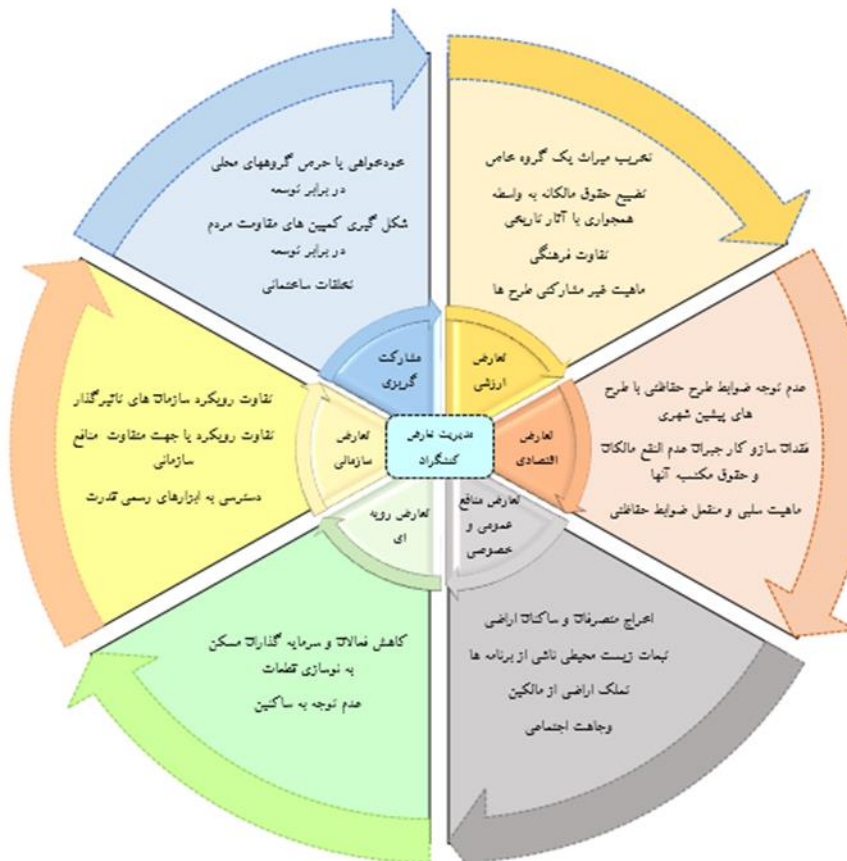 خودخواهی یا حرص گروههای محلی
در برابر توسعه
شکل گیری کمپین های مقاومت مردم
در برابر توسعه
تخلفات ساختمانی
تخریب میراث یک گروه خاص
تضییع حقوق مالکانه به واسطه
همجواری با آثار تاریخی
تفاوت فرهنگی
ماهیت غیر مشارکتی طرح ها
مشارکت
گریزی
تعارض
ارزشی
عدم توجه ضوابط طرح حفاظتی با طرح
های پیشین شهری
فقدان سازو کار جبران عدم النفع مالکان
و حقوق مکتسبه آنها
ماهیت سلبی و منفعل ضوابط حفاظتی
تعارض
اقتصادی
مدیریت تعارض
کنشگران
تعارض
سازمانی
تفاوت رویکرد سازمان های تاثیرگذار
تفاوت رویکرد یا جهت متفاوت منافع
سازمانی
دسترسی به ابزارهای رسمی قدرت
تعارض منافع
عمومی و
خصوصی
تعارض رویه
ای
اخراج متصرفان و ساکنان اراضی
تبعات زیست محیطی ناشی از برنامه ها
تملک اراضی از مالکین
وجاهت اجتماعی
کاهش فعالان و سرمایه گذاران مسکن
به نوسازی قطعات
عدم توجه به ساکنین